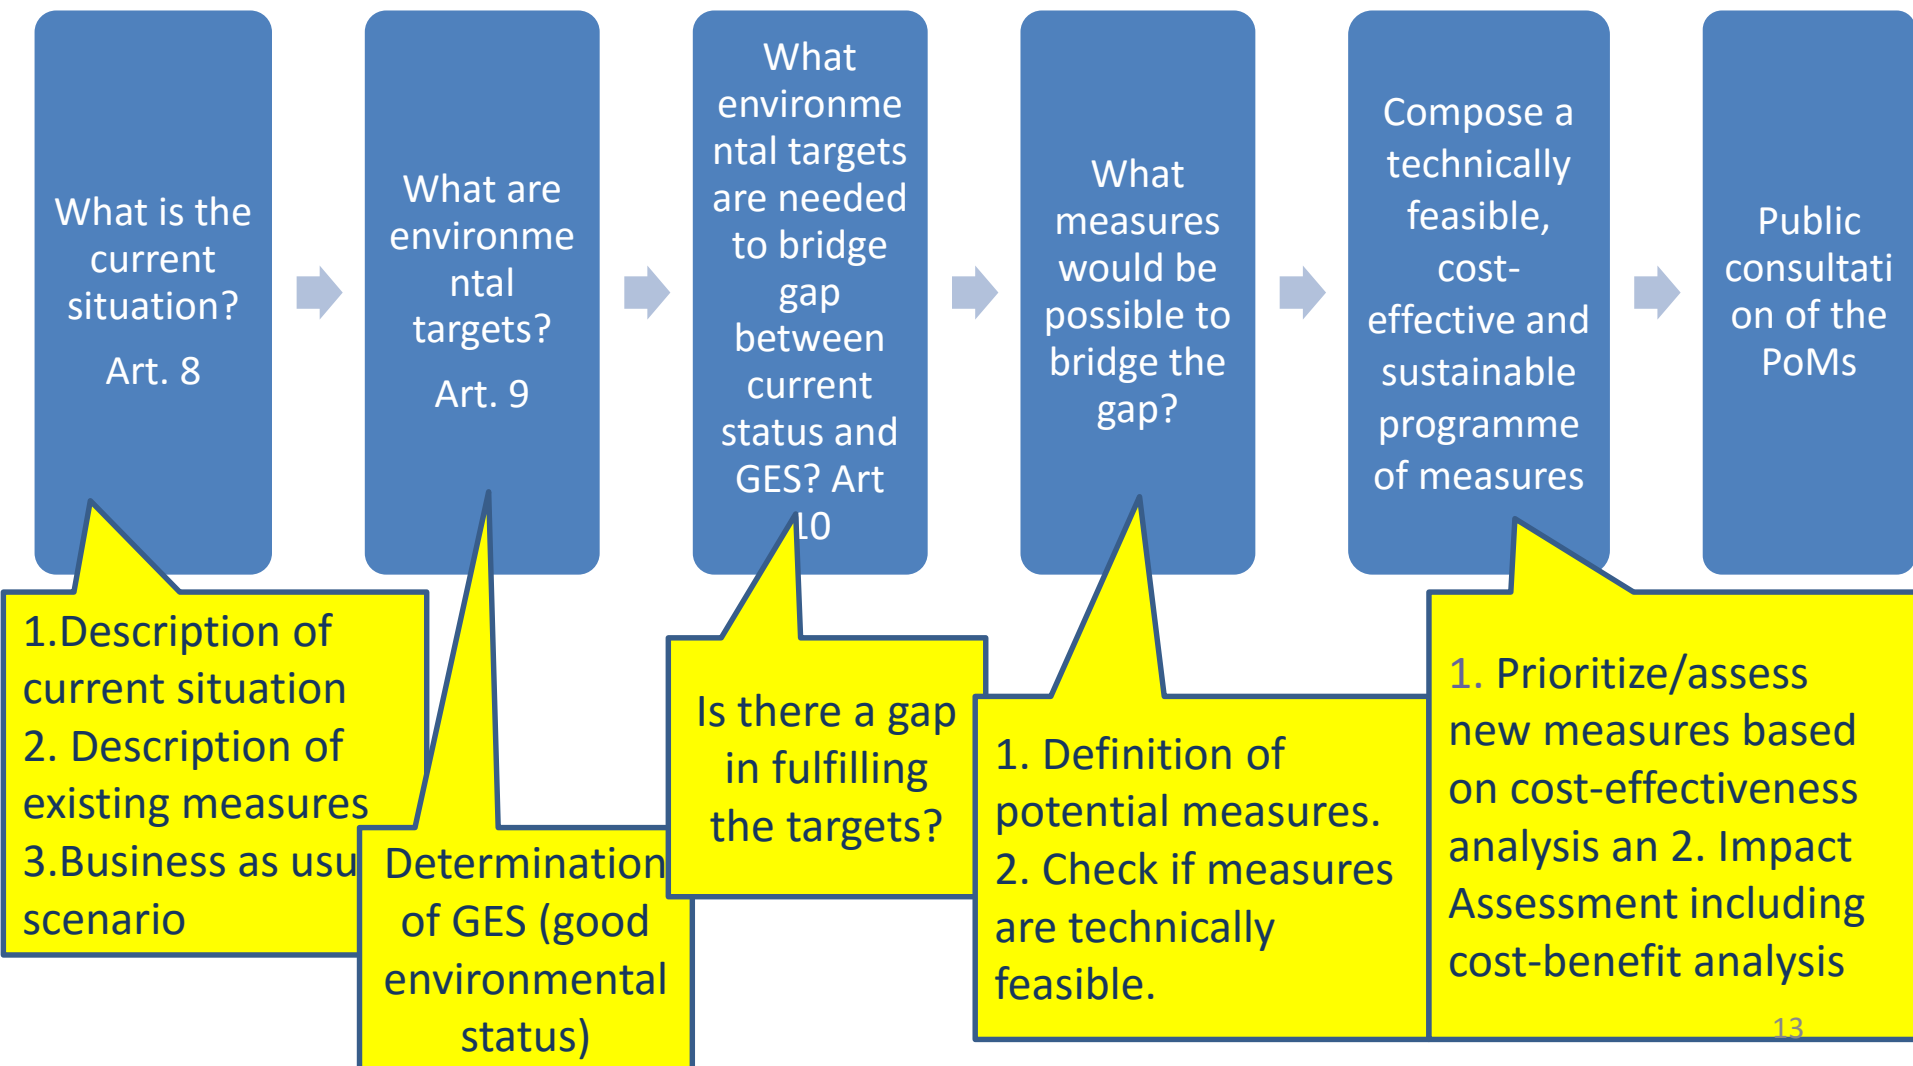 What is the
current
situation?
Art. 8
What are
environme
ntal
targets?
Art. 9
What
environme
ntal targets
are needed
to bridge
gap
between
current
status and
GES? Art
10
What
measures
would be
possible to
bridge the
gap?
Compose a
technically
feasible,
cost-
effective and
sustainable
programme
of measures
Public
consultati
on of the
PoMs
1.Description of
current situation
2. Description of
existing measures
3.Business as usu
scenario
Determination
of GES (good
environmental
status)
Is there a gap
in fulfilling
the targets?
1. Definition of
potential measures.
2. Check if measures
are technically
feasible.
1. Prioritize/assess
new measures based
on cost-effectiveness
analysis an 2. Impact
Assessment including
cost-benefit analysis
13